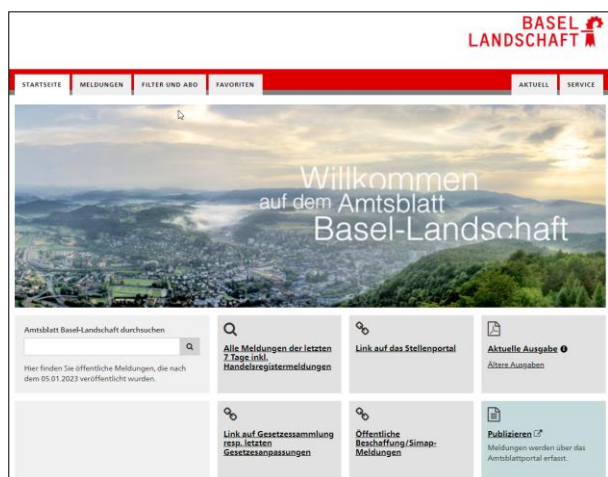 BASEL
LANDSCHAFT
STARTSEITE
MELDUNGEN
FILTER UND ABO
FAVORITEN
AKTUELL
SERVICE
Willkommen
auf dem Amtsblatt
Basel-Landschaft
Amtsblatt Basel-Landschaft durchsuchen
Hier finden Sie öffentliche Meldungen, die nach
dem 05.01.2023 veröffentlicht wurden.
Alle Meldungen der letzten
7 Tage inkl.
Handelsregistermeldungen
Link auf das Stellenportal
Aktuelle Ausgabe
Ältere Ausgaben
Link auf Gesetzessammlung
resp. letzten
Gesetzesanpassungen
Öffentliche
Beschaffung/Simap-
Meldungen
Publizieren
Meldungen werden über das
Amtsblattportal erfasst.